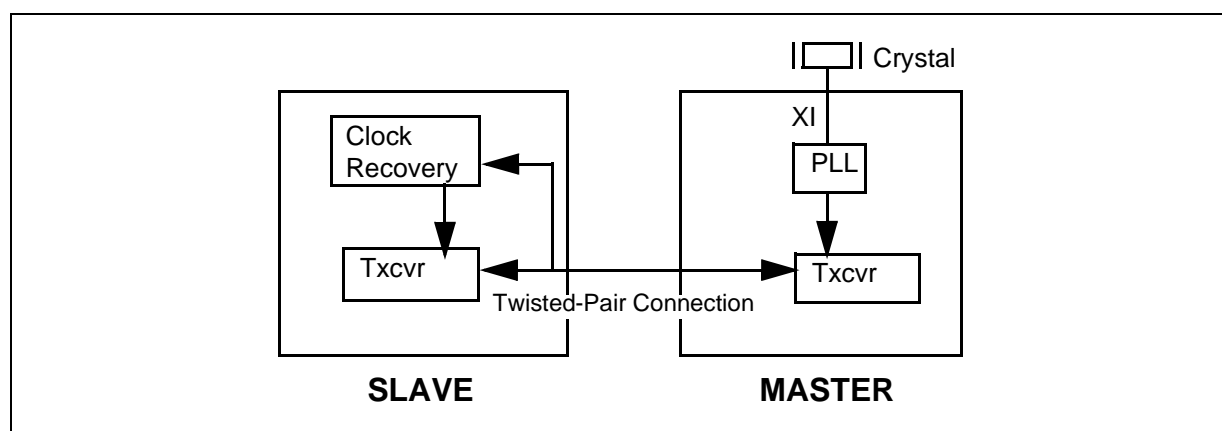 Crystal
XI
Clock
Recovery
PLL
Txcvr
Txcvr
Twisted-Pair Connection
SLAVE
MASTER